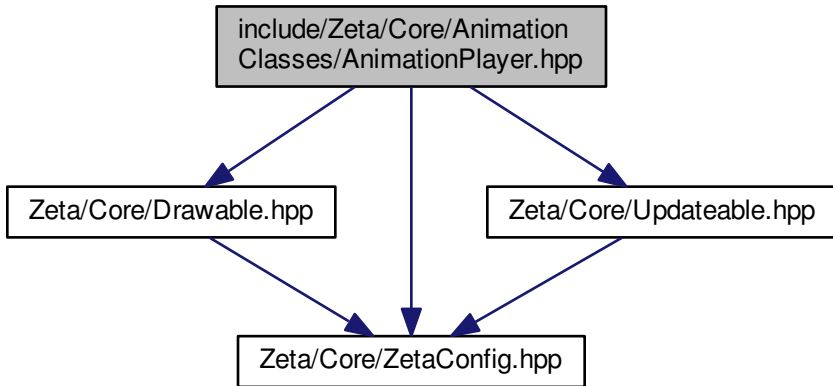 include/Zeta/Core/Animation
Classes/AnimationPlayer.hpp
Zeta/Core/Drawable.hpp
Zeta/Core/Updateable.hpp
Zeta/Core/ZetaConfig.hpp